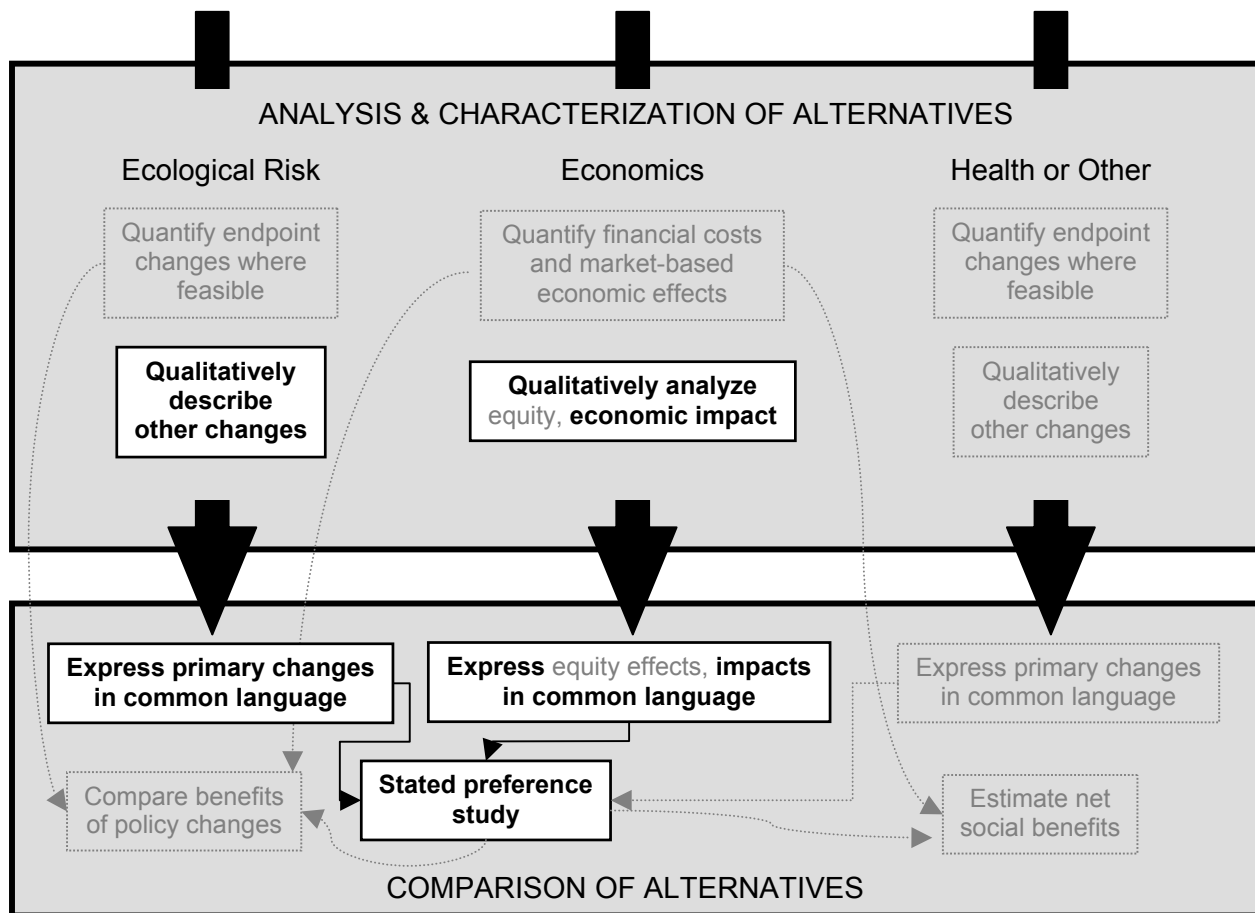 ANALYSIS & CHARACTERIZATION OF ALTERNATIVES
Ecological Risk
Economics
Health or Other
Quantify endpoint
changes where
feasible
Quantify financial costs
and market-based
economic effects
Quantify endpoint
changes where
feasible
Qualitatively
describe
other changes
Qualitatively analyze
equity, economic impact
Qualitatively
describe
other changes
Express primary changes
in common language
Express equity effects, impacts
in common language
Express primary changes
in common language
Compare benefits
of policy changes
Stated preference
study
Estimate net
social benefits
COMPARISON OF ALTERNATIVES